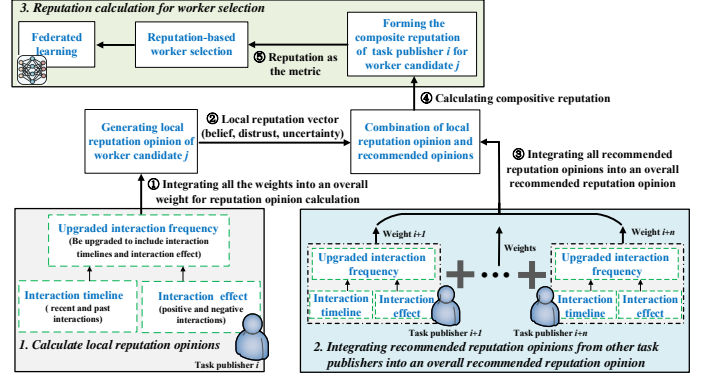 3. Reputation calculation for worker selection
Federated
learning
Reputation-based
worker selection
Forming the
composite reputation
of task publisher i for
worker candidate j
⑤ Reputation as
the metric
④ Calculating compositive reputation
Generating local
reputation opinion of
worker candidate j
② Local reputation vector
(belief, distrust, uncertainty)
Combination of local
reputation opinion and
recommended opinions
③ Integrating all recommended
reputation opinions into an overall
recommended reputation opinion
① Integrating all the weights into an overall
weight for reputation opinion calculation
Upgraded interaction frequency
(Be upgraded to include interaction
timelines and interaction effect)
Interaction timeline
( recent and past
interactions)
Interaction effect
(positive and negative
interactions)
1. Calculate local reputation opinions
Task publisher i
Weight i+1
Weights
Weight i+n
Upgraded interaction
frequency
Interaction
timeline
Interaction
effect
Task publisher i+1
Upgraded interaction
frequency
Interaction
timeline
Interaction
effect
Task publisher i+n
2. Integrating recommended reputation opinions from other task
publishers into an overall recommended reputation opinion